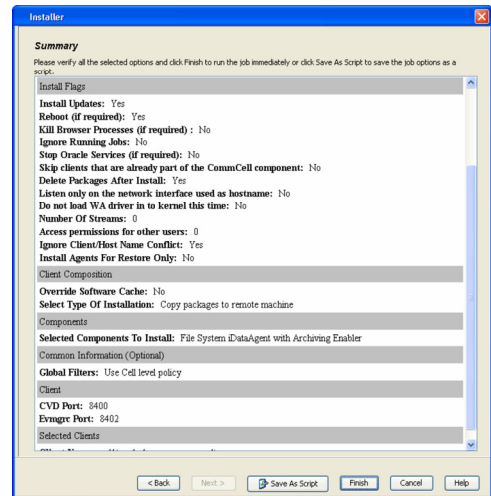 Installer
Summary
Please verify all the selected options and click Finish to run the job immediately or click Save As Script to save the job options as a
script.
Install Flags
Install Updates: Yes
Reboot (if required): Yes
Kill Browser Processes (if required) : No
Ignore Running Jobs: No
Stop Oracle Services (if required): No
Skip clients that are already part of the CommCell component: No
Delete Packages After Install: Yes
Listen only on the network interface used as hostname: No
Do not load WA driver in to kernel this time: No
Number Of Streams: 0
Access permissions for other users: 0
Ignore Client/Host Name Conflict: Yes
Install Agents For Restore Only: No
Client Composition
Override Software Cache: No
Select Type Of Installation: Copy packages to remote machine
Components
Selected Components To Install: File System iDataAgent with Archiving Enabler
Common Information (Optional)
Global Filters: Use Cell level policy
Client
CVD Port: 8400
Evmgrc Port: 8402
Selected Clients
< Back Next > Save As Script Finish Cancel Help